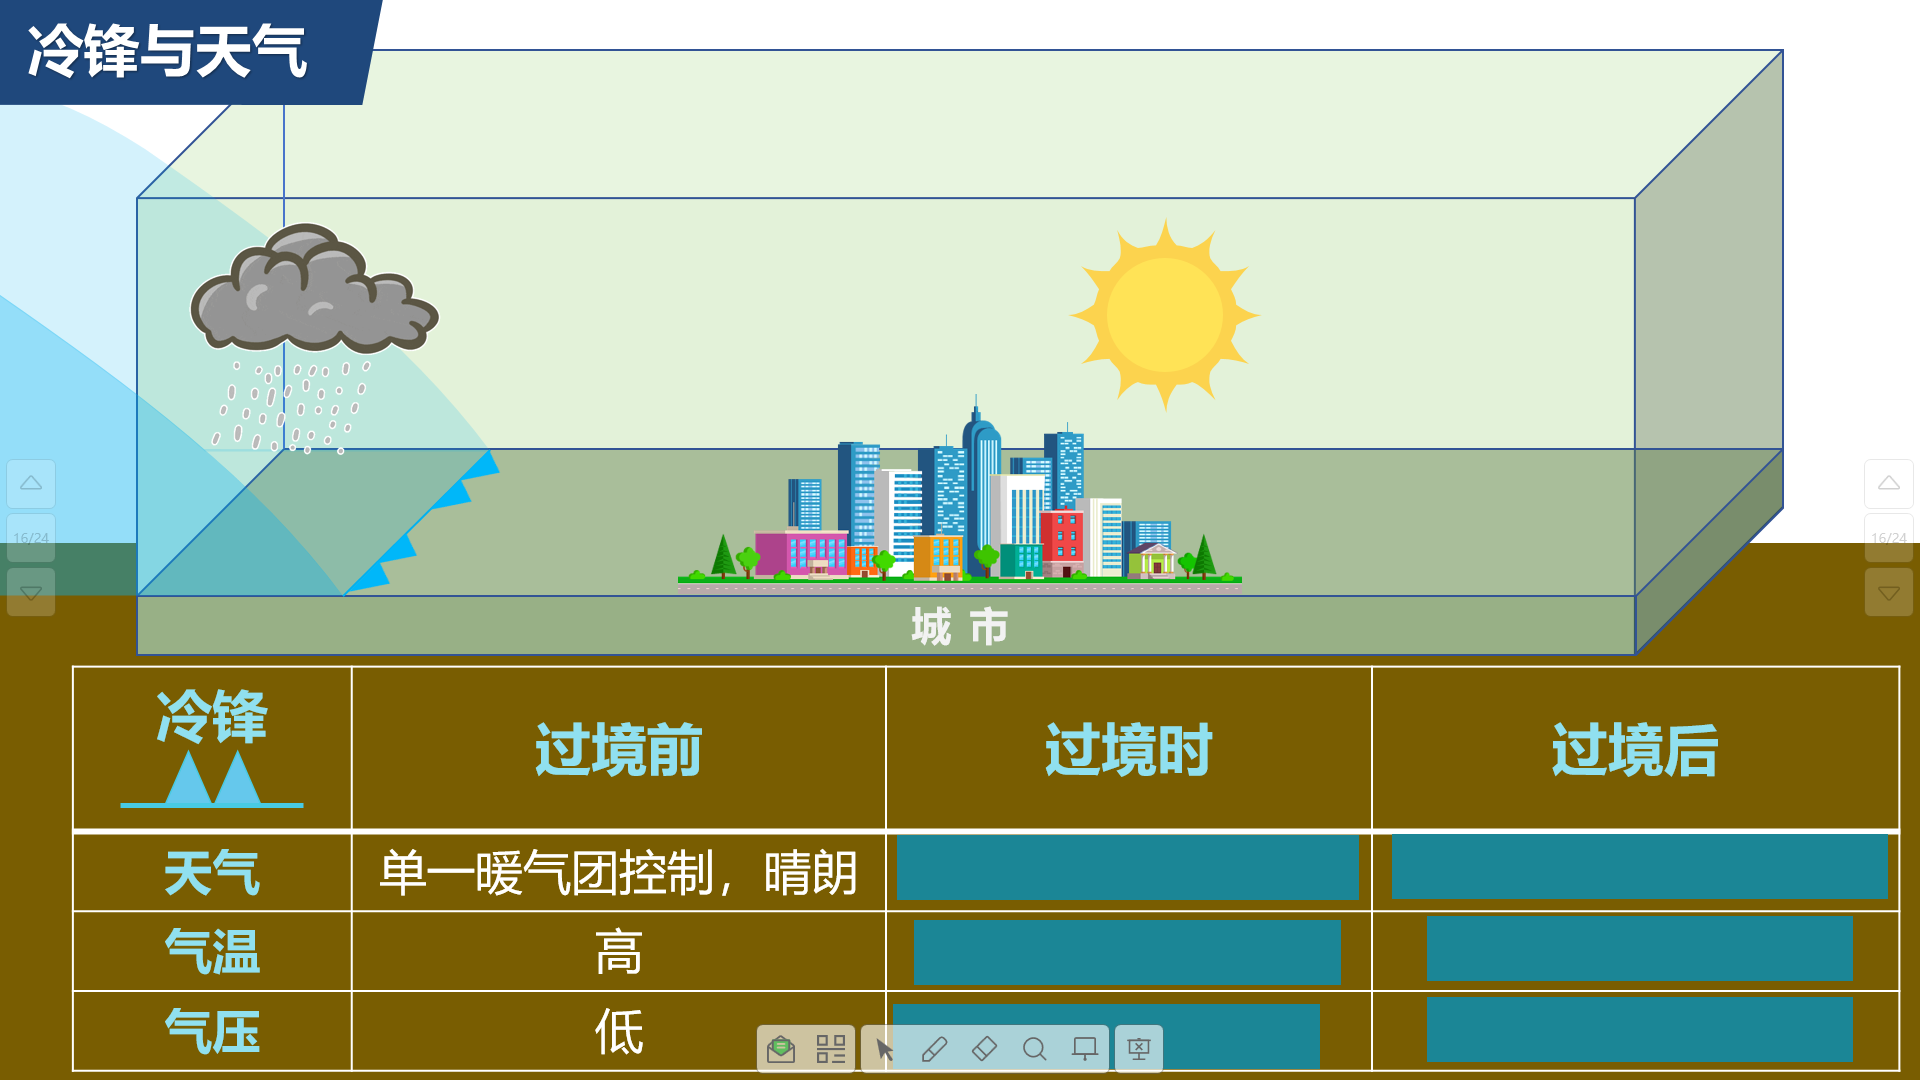 冷锋与天气
16/24
16/24
城 市
冷锋
过境前
过境时
过境后
天气
单一暖气团控制，晴朗
气温
高
气压
低